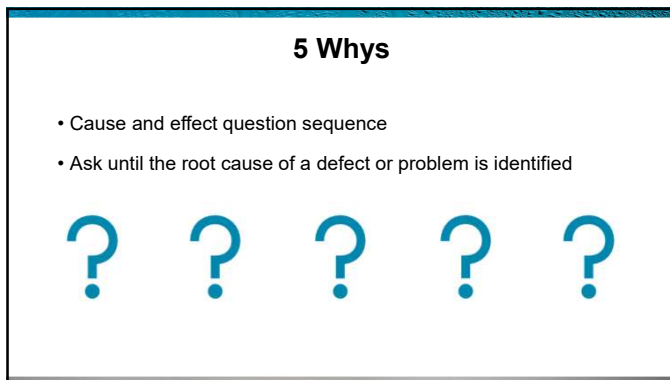 5 Whys
• Cause and effect question sequence
• Ask until the root cause of a defect or problem is identified
? ? ? ? ?